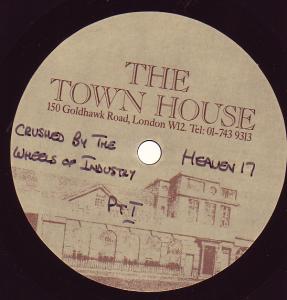 THE
TOWN HOUSE
150 Goldhawk Road, London W12. Tel: 01-743 9313
CRUSHED BY THE
WHEELS OF INDUSTRY
HEAVEN 17
PT I